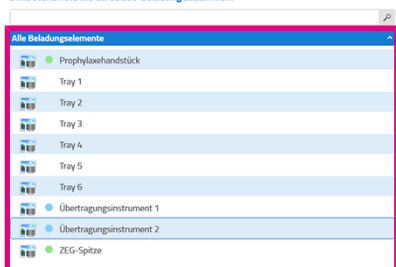 Alle Beladungselemente
Prophylaxehandstück
Tray 1
Tray 2
Tray 3
Tray 4
Tray 5
Tray 6
Übertragungsinstrument 1
Übertragungsinstrument 2
ZEG-Spitze